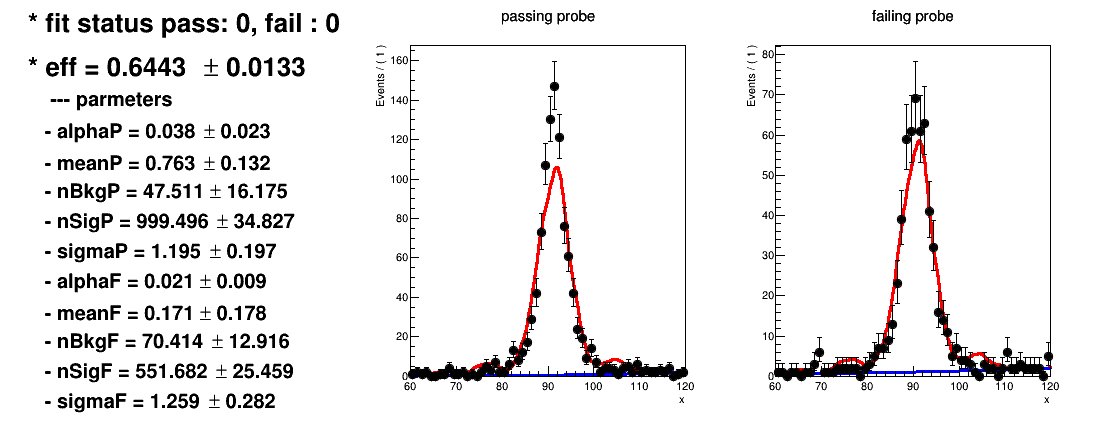 * fit status pass: 0, fail : 0
* eff = 0.6443 ± 0.0133
--- parmeters
- alphaP = 0.038 ± 0.023
- meanP = 0.763 ± 0.132
- nBkgP = 47.511 ± 16.175
- nSigP = 999.496 ± 34.827
- sigmaP = 1.195 ± 0.197
- alphaF = 0.021 ± 0.009
- meanF = 0.171 ± 0.178
- nBkgF = 70.414 ± 12.916
- nSigF = 551.682 ± 25.459
- sigmaF = 1.259 ± 0.282
passing probe
Events / ( 1 )
160
140
120
100
80
60
40
20
0
60 70 80 90 100 110 120
x
failing probe
Events / ( 1 )
80
70
60
50
40
30
20
10
0
60 70 80 90 100 110 120
x